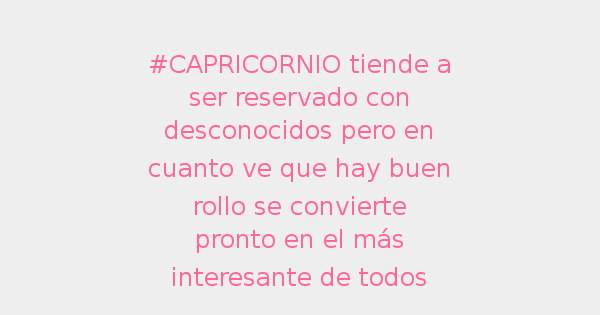 #CAPRICORNIO tiende a
ser reservado con
desconocidos pero en
cuanto ve que hay buen
rollo se convierte
pronto en el más
interesante de todos